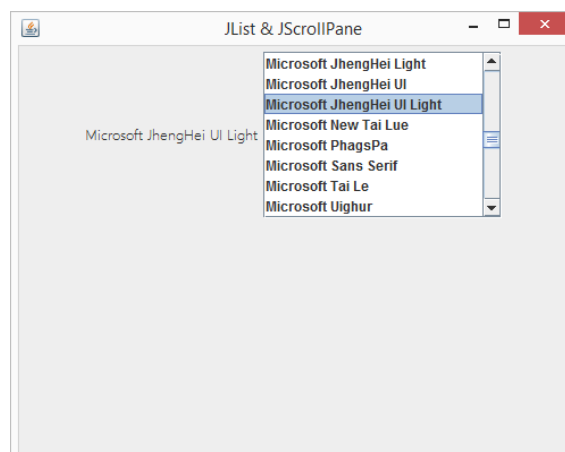 JList & JScrollPane
Microsoft JhengHei UI Light
Microsoft JhengHei Light
Microsoft JhengHei UI
Microsoft JhengHei UI Light
Microsoft New Tai Lue
Microsoft PhagsPa
Microsoft Sans Serif
Microsoft Tai Le
Microsoft Uighur